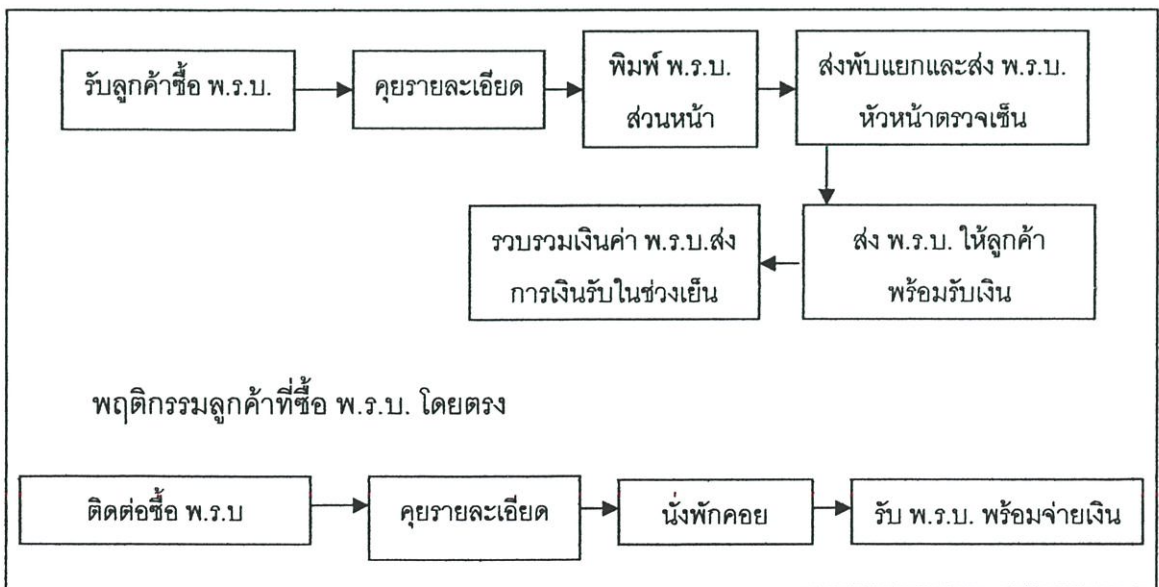 รับลูกค้าซื้อ พ.ร.บ.
คุยรายละเอียด
พิมพ์ พ.ร.บ.
ส่วนหน้า
ส่งพับแยกและส่ง พ.ร.บ.
หัวหน้าตรวจเซ็น
ส่ง พ.ร.บ. ให้ลูกค้า
พร้อมรับเงิน
รวบรวมเงินค่า พ.ร.บ.ส่ง
การเงินรับในช่วงเย็น
พฤติกรรมลูกค้าที่ซื้อ พ.ร.บ. โดยตรง
ติดต่อซื้อ พ.ร.บ
คุยรายละเอียด
นั่งพักคอย
รับ พ.ร.บ. พร้อมจ่ายเงิน